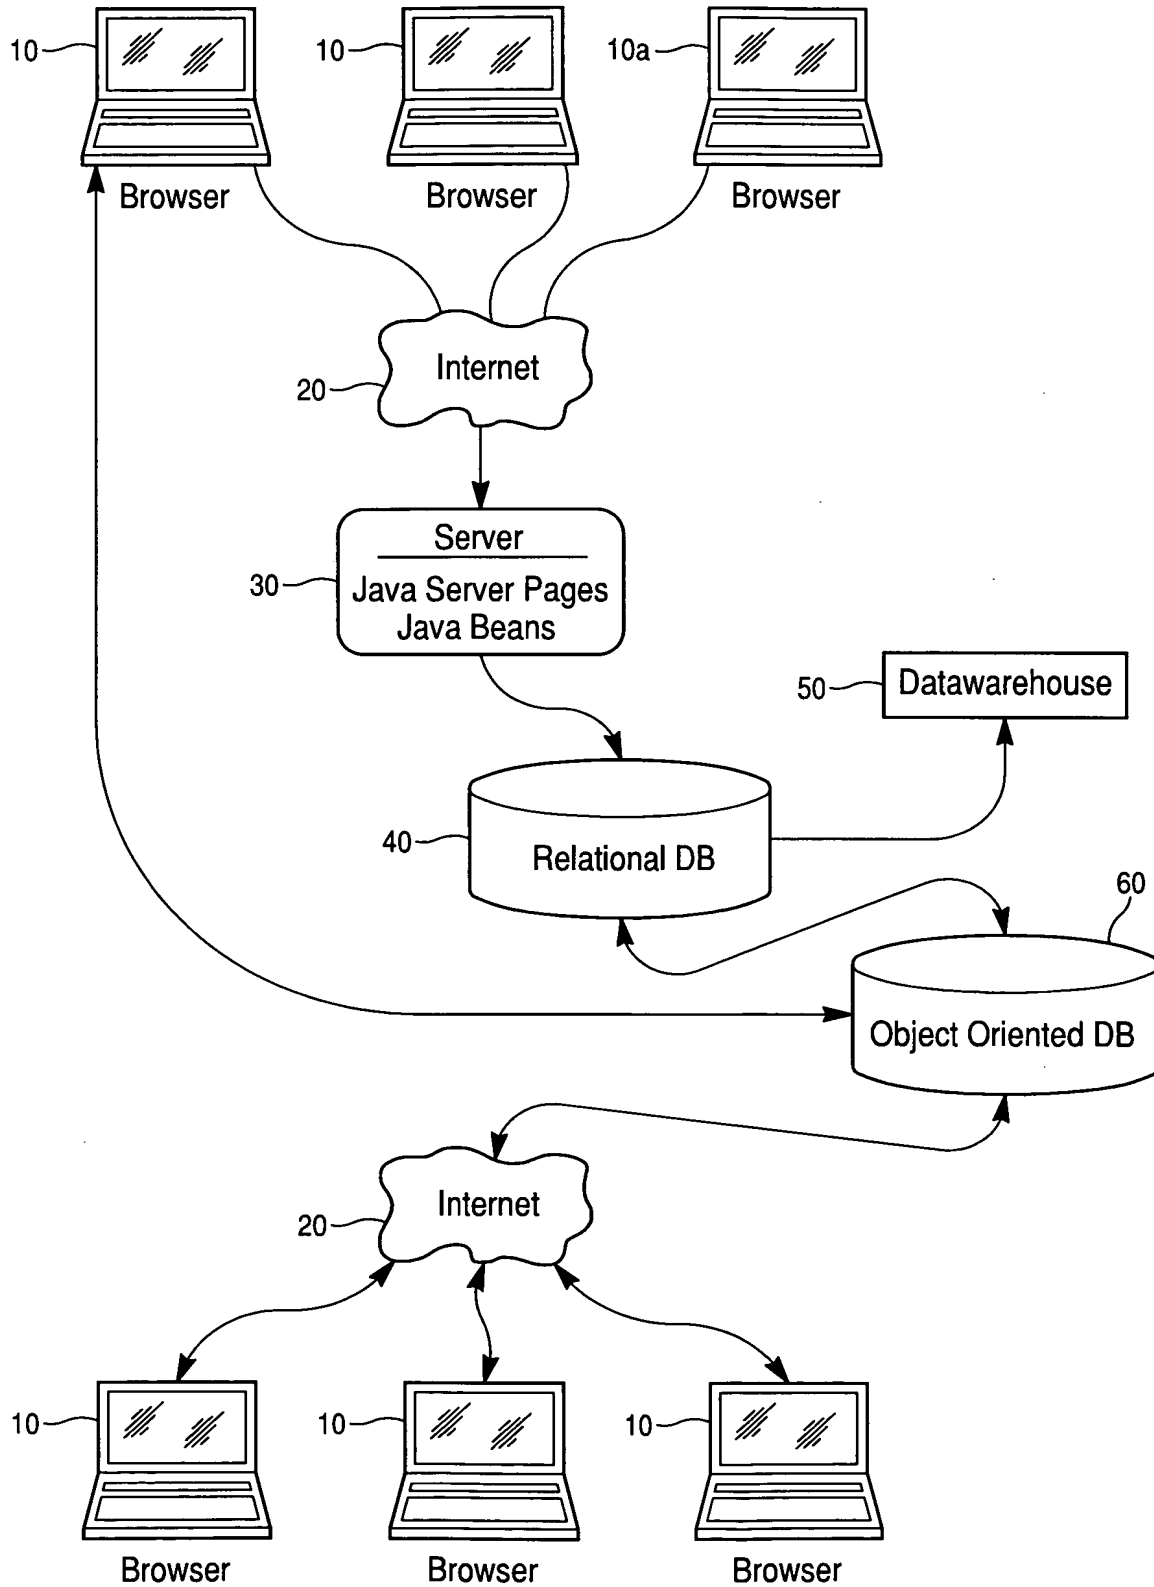 10
10
10a
Browser
Browser
Browser
Internet
20
Server
30
Java Server Pages
Java Beans
Datawarehouse
50
40
Relational DB
60
Object Oriented DB
Internet
20
10
10
10
Browser
Browser
Browser